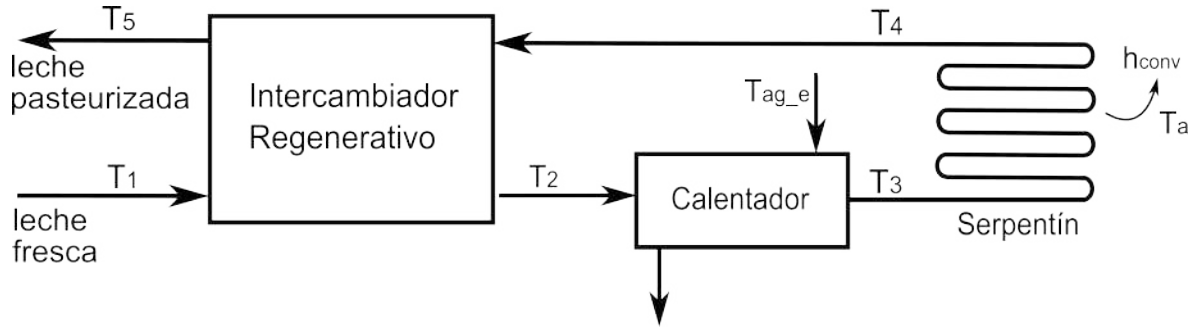 T5
leche
pasteurizada
T1
leche
fresca
Intercambiador
Regenerativo
T2
Tag_e
Calentador
T3
T4
Serpentín
hconv
Ta